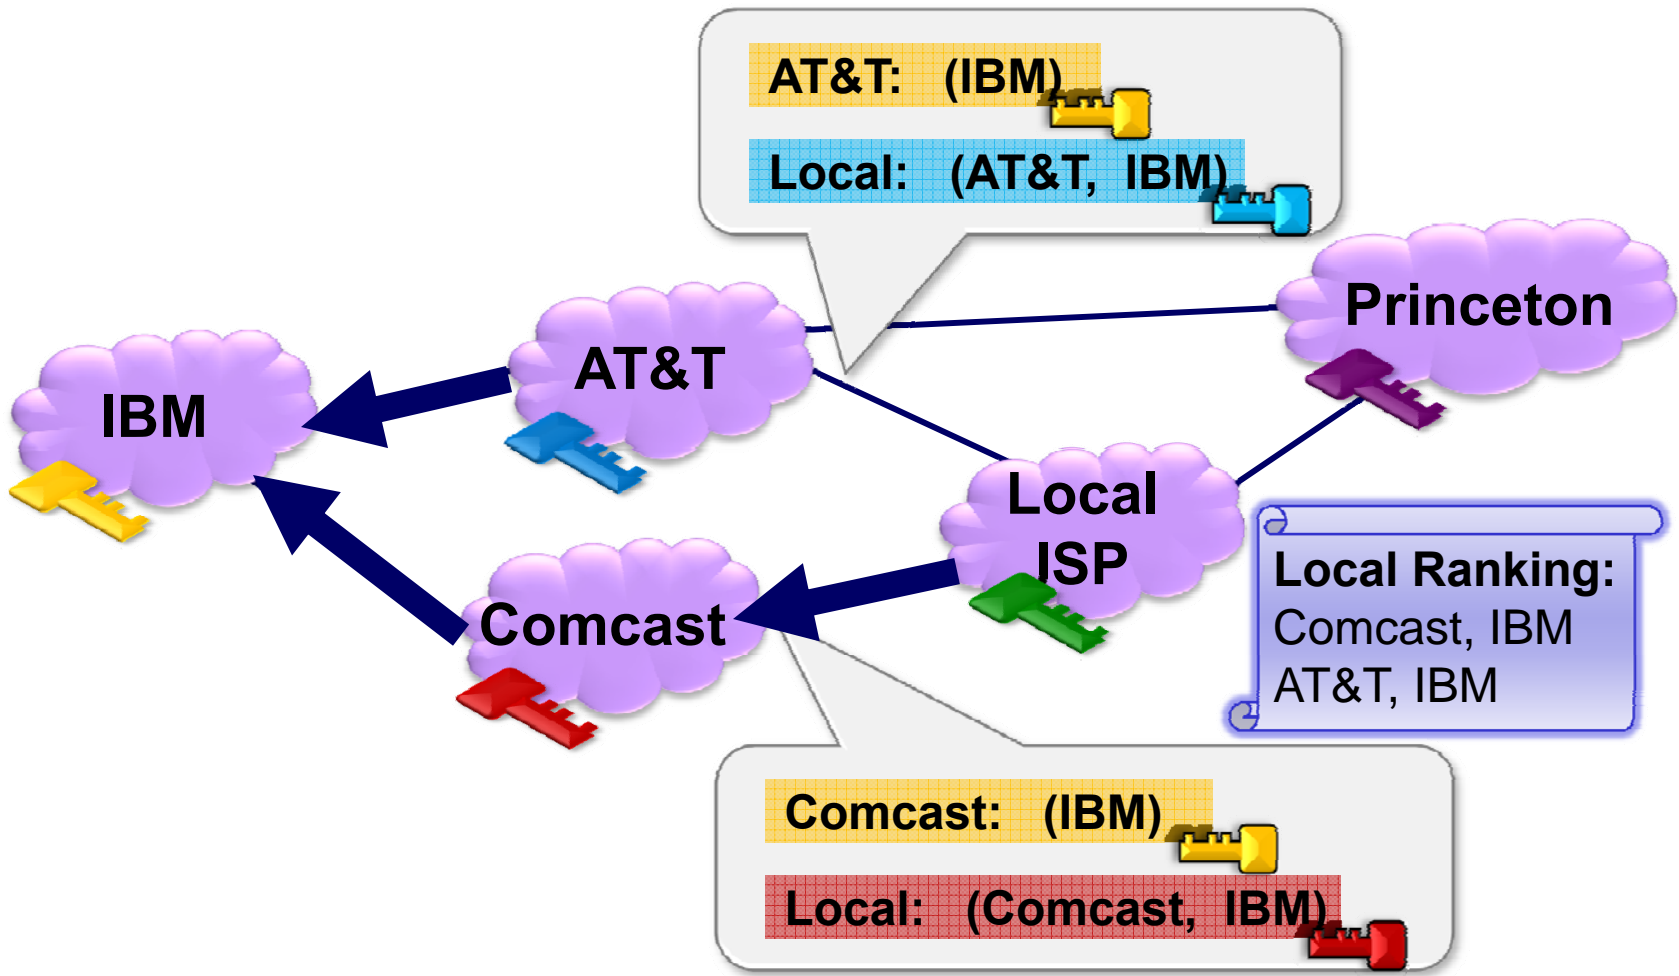 AT&T: (IBM)
Local: (AT&T, IBM)
Princeton
AT&T
IBM
Local
ISP
Comcast
Local Ranking:
Comcast, IBM
AT&T, IBM
Comcast: (IBM)
Local: (Comcast, IBM)